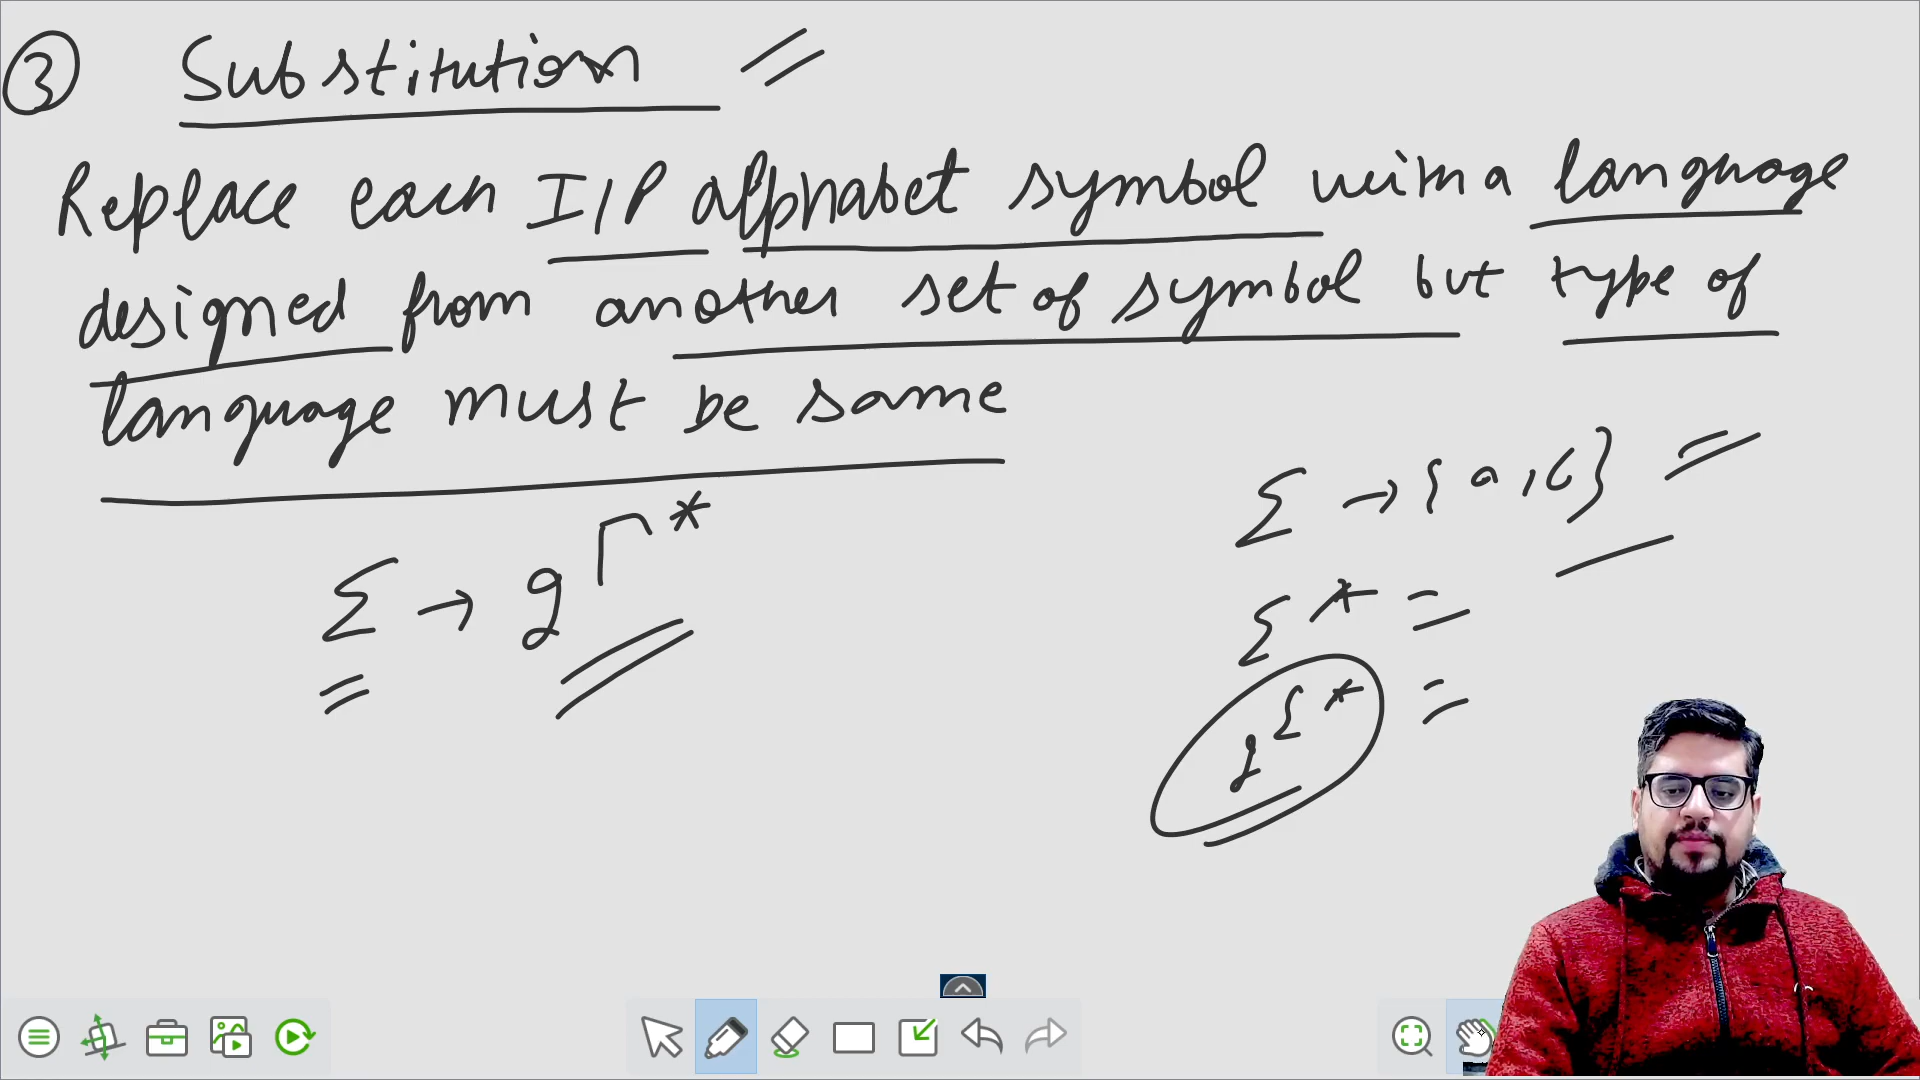 ③ Substitution
Replace each I/P alphabet symbol with a language
designed from another set of symbol but type of
language must be same
Σ → {a, b}
Σ → 2^Γ*
Σ* =
2^Σ* =